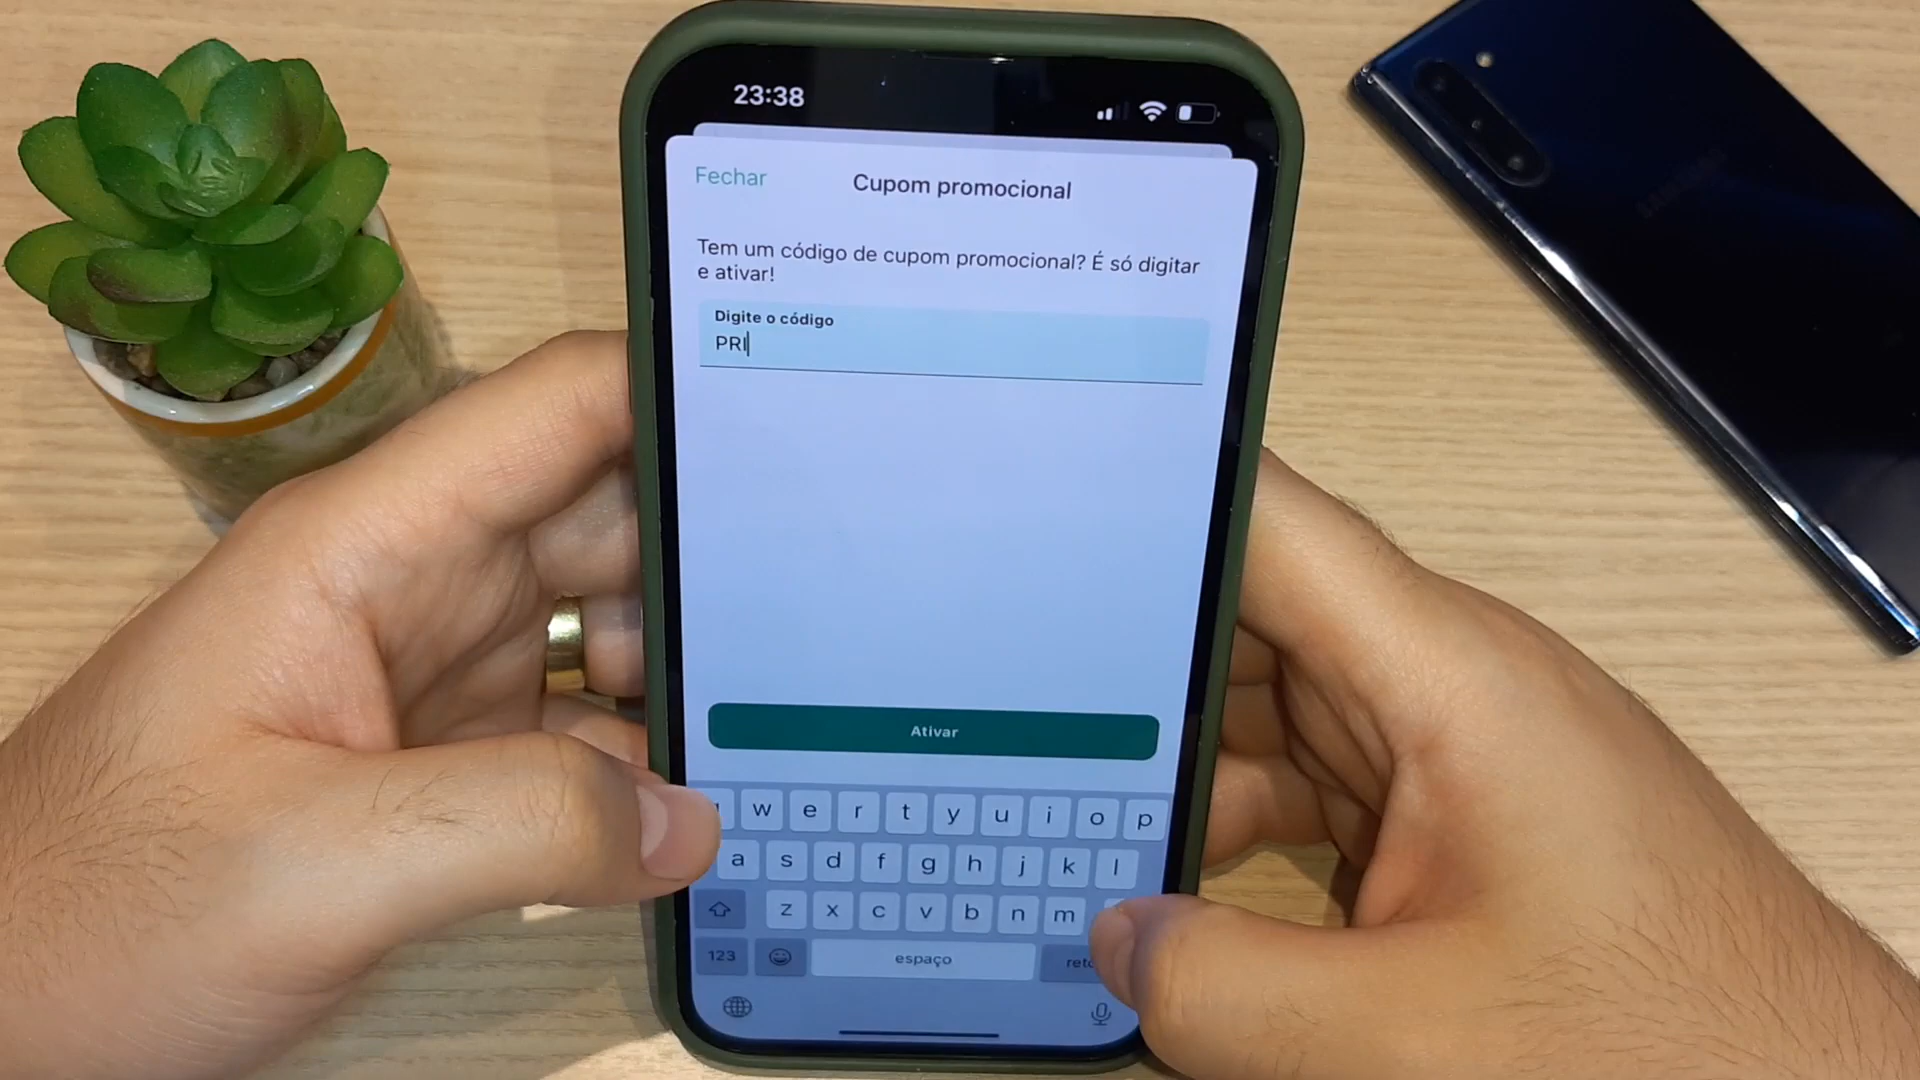 23:38
Fechar
Cupom promocional
Tem um código de cupom promocional? É só digitar
e ativar!
Digite o código
PRI
Ativar
w e r t y u i o p
a s d f g h j k l
z x c v b n m
123
espaço
SAMSUNG